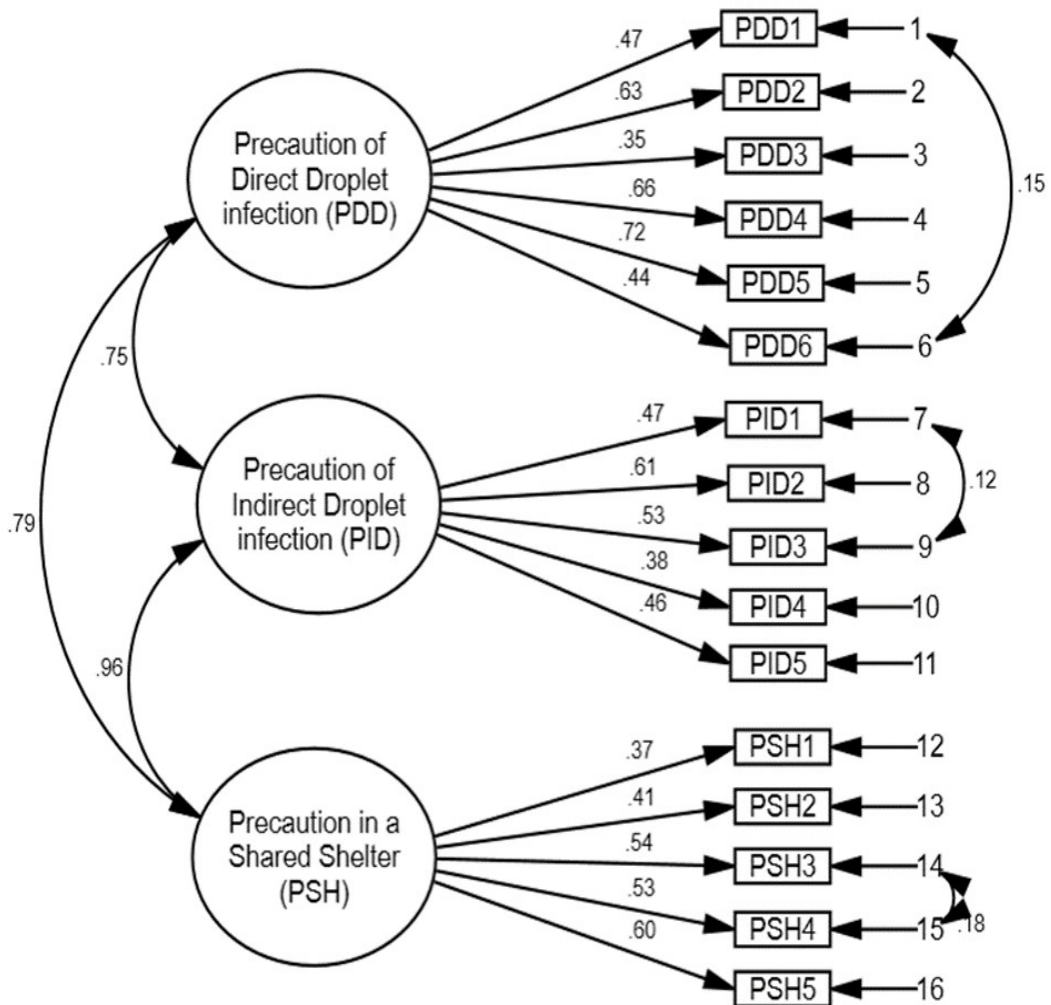 .47 PDD1 1
.63 PDD2 2
.35 PDD3 3
.66 PDD4 4
.72 PDD5 5
.44 PDD6 6
.15
Precaution of
Direct Droplet
infection (PDD)
.75
.79
.96
.47 PID1 7
.61 PID2 8
.53 PID3 9
.38 PID4 10
.46 PID5 11
.12
Precaution of
Indirect Droplet
infection (PID)
.37 PSH1 12
.41 PSH2 13
.54 PSH3 14
.53 PSH4 15
.60 PSH5 16
.18
Precaution in a
Shared Shelter
(PSH)